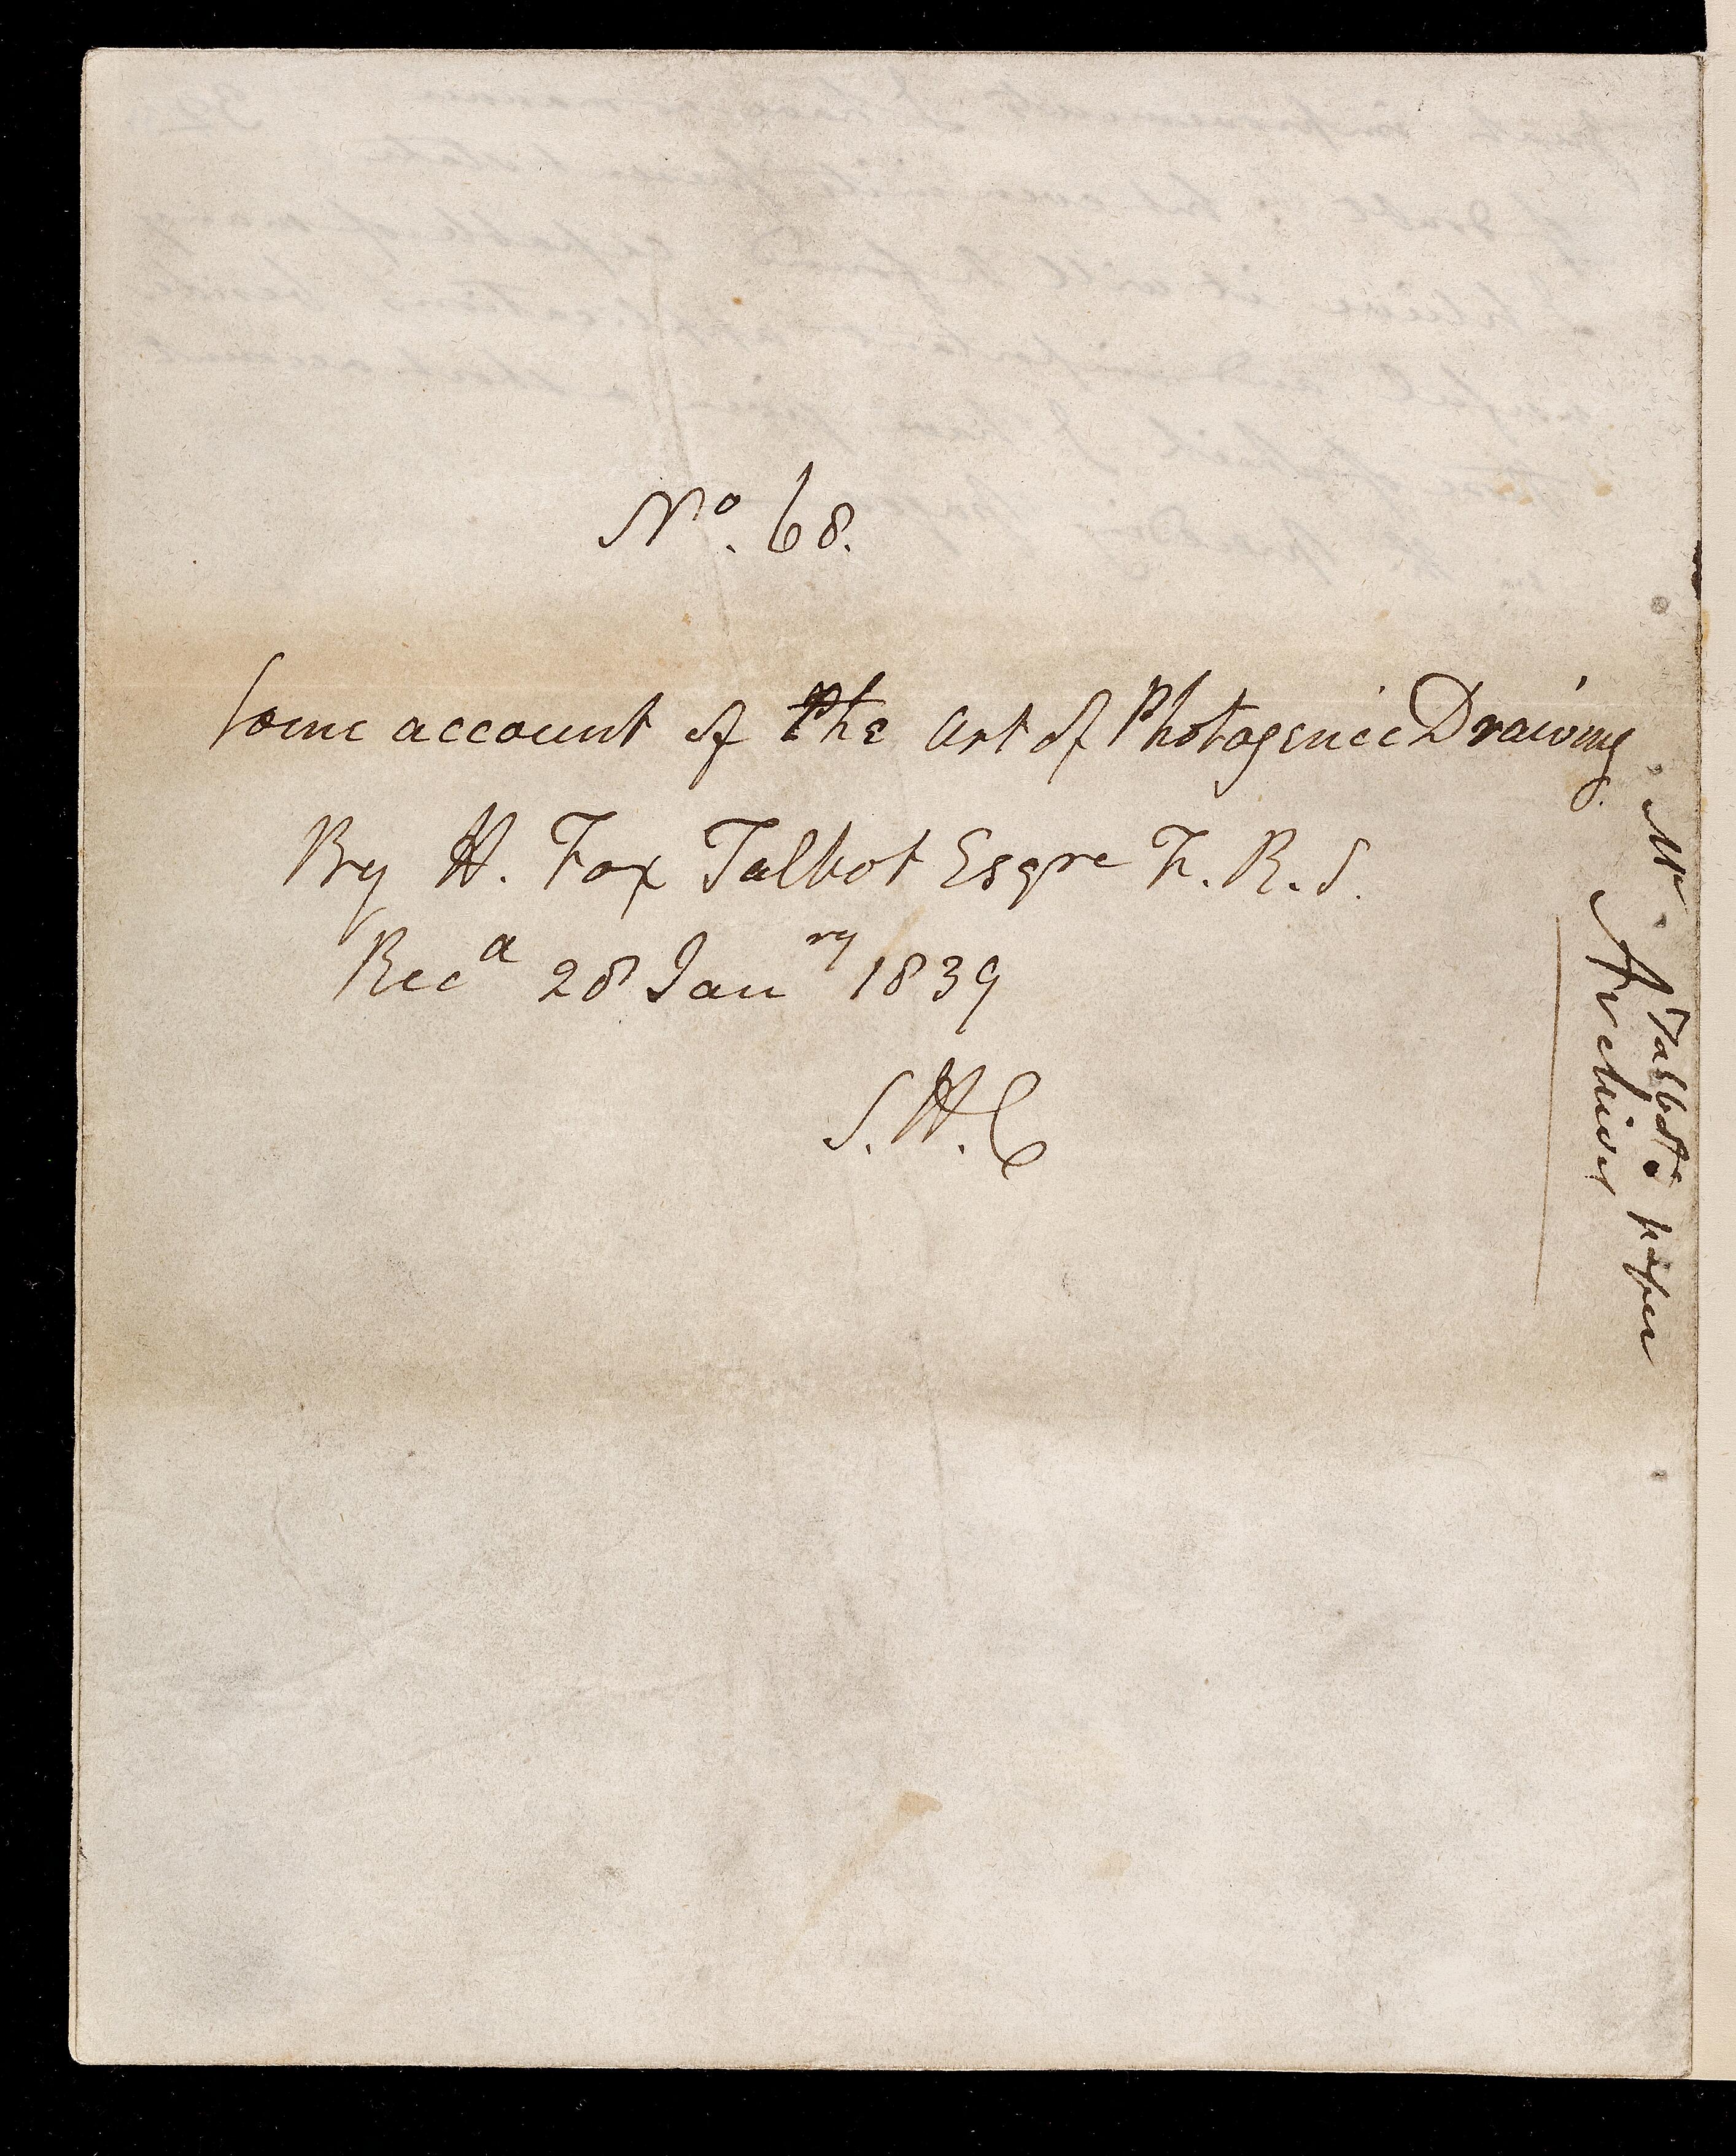 No. 68.
Some account of the Art of Photogenic Drawing.
By H. Fox Talbot Esqre F. R. S.
Recd 28 Janry 1839
S. H. C
Mr Talbot's paper
Archives